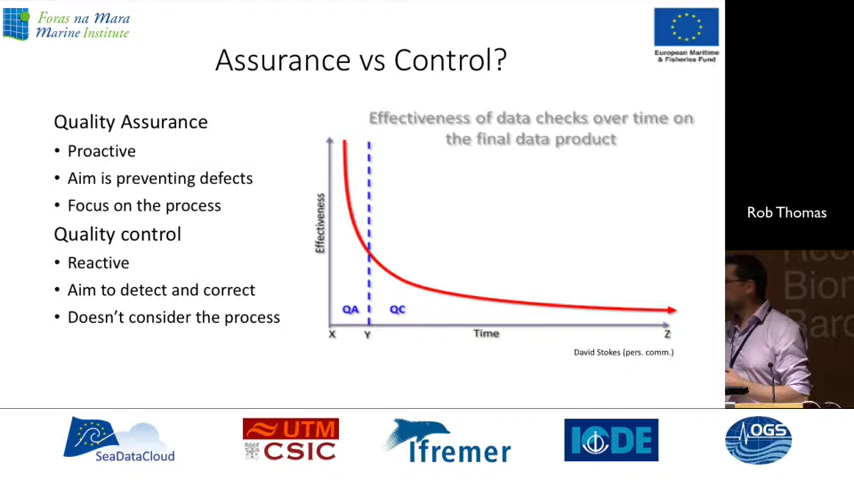 Foras na Mara
Marine Institute
European Maritime
& Fisheries Fund
Assurance vs Control?
Quality Assurance
• Proactive
• Aim is preventing defects
• Focus on the process
Quality control
• Reactive
• Aim to detect and correct
• Doesn't consider the process
Effectiveness of data checks over time on
the final data product
Effectiveness
QA
QC
X
Y
Time
Z
David Stokes (pers. comm.)
Rob Thomas
SeaDataCloud
UTM
CSIC
Ifremer
IODE
OGS